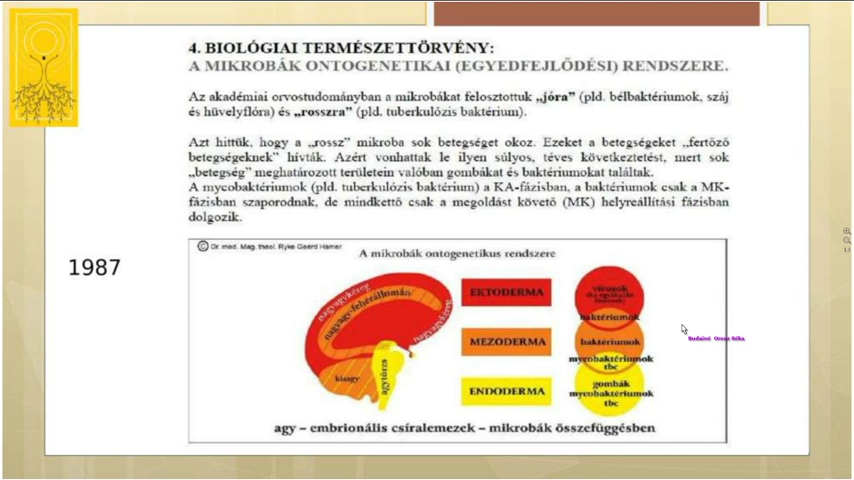 4. BIOLÓGIAI TERMÉSZETTÖRVÉNY:
A MIKROBÁK ONTOGENETIKAI (EGYEDFEJLŐDÉSI) RENDSZERE.
Az akadémiai orvostudományban a mikrobákat felosztottuk „jóra” (pld. bélbaktériumok, száj
és hüvelyflóra) és „rosszra” (pld. tuberkulózis baktérium).
Azt hittük, hogy a „rossz” mikroba sok betegséget okoz. Ezeket a betegségeket „fertőző
betegségeknek” hívták. Azért vonhattak le ilyen súlyos, téves következtetést, mert sok
„betegség” meghatározott területein valóban gombákat és baktériumokat találtak.
A mycobaktériumok (pld. tuberkulózis baktérium) a KA-fázisban, a baktériumok csak a MK-
fázisban szaporodnak, de mindkettő csak a megoldást követő (MK) helyreállítási fázisban
dolgozik.
1987
© Dr. med. Mag. theol. Ryke Geerd Hamer
A mikrobák ontogenetikus rendszere
nagyagykéreg
nagyagy-fehérállomány
nagyagykéreg
kisagy
agytörzs
EKTODERMA
MEZODERMA
ENDODERMA
vírusok
baktériumok
baktériumok
mycobaktériumok
tbc
gombák
mycobaktériumok
tbc
agy – embrionális csíralemezek – mikrobák összefüggésben